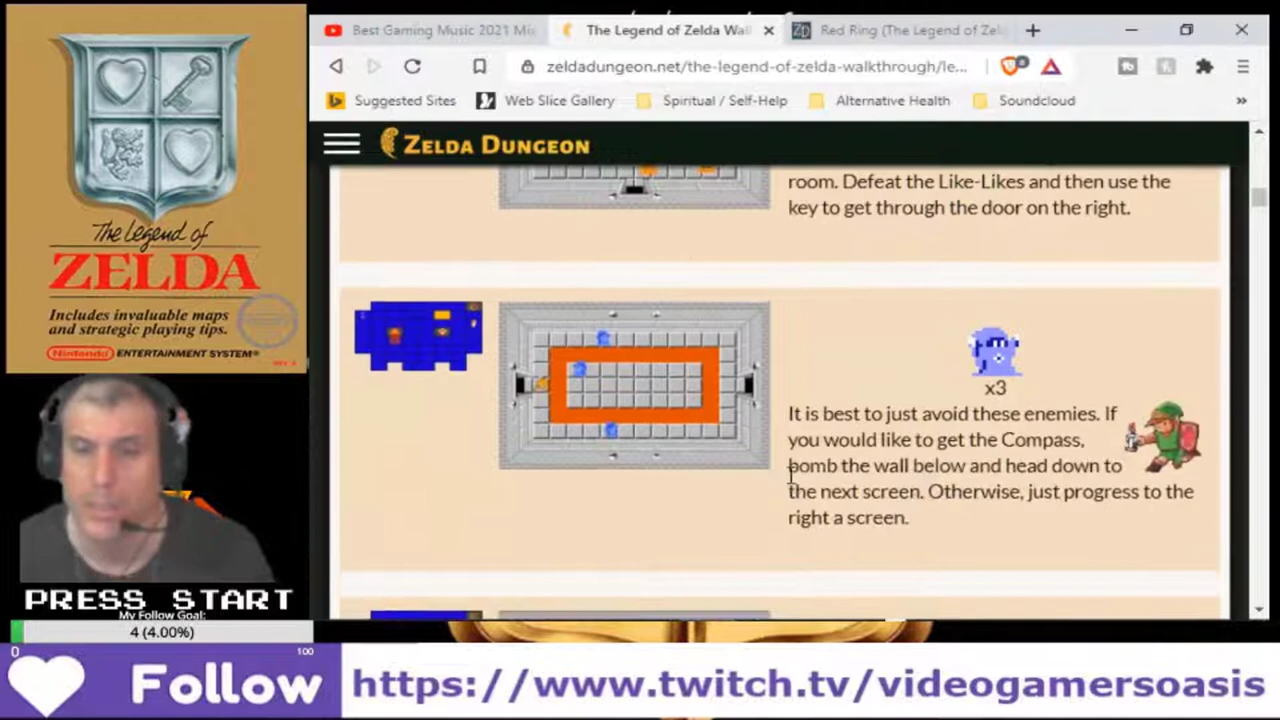 The Legend of
ZELDA
Includes invaluable maps
and strategic playing tips.
Nintendo ENTERTAINMENT SYSTEM®
PRESS START
My Follow Goal:
4 (4.00%)
0 100
Best Gaming Music 2021 Mix
The Legend of Zelda Wal
Red Ring (The Legend of Zel
zeldadungeon.net/the-legend-of-zelda-walkthrough/le...
Suggested Sites Web Slice Gallery Spiritual / Self-Help Alternative Health Soundcloud »
ZELDA DUNGEON
room. Defeat the Like-Likes and then use the
key to get through the door on the right.
x3
It is best to just avoid these enemies. If
you would like to get the Compass,
bomb the wall below and head down to
the next screen. Otherwise, just progress to the
right a screen.
Follow https://www.twitch.tv/videogamersoasis